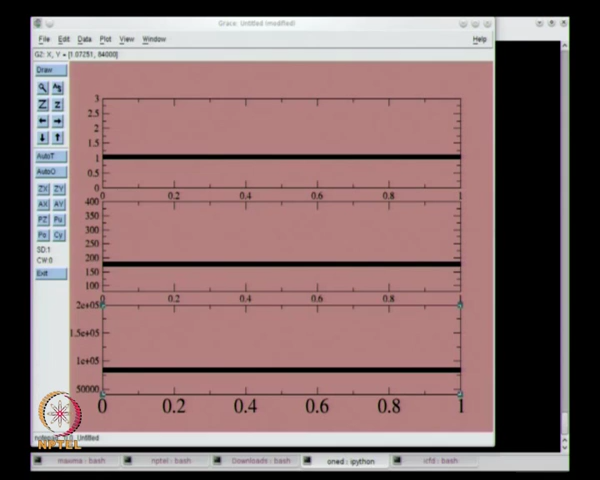 Grace: Untitled (modified)
File Edit Data Plot View Window Help
G2: X, Y = [1.07251, 84000]
Draw
Z z
AutoT
AutoO
ZX ZY
AX AY
PZ Pu
Po Cy
SD:1
CW:0
Exit
3
2.5
2
1.5
1
0.5
0
0 0.2 0.4 0.6 0.8 1
400
350
300
250
200
150
100
0 0.2 0.4 0.6 0.8 1
2e+05
1.5e+05
1e+05
50000
0 0.2 0.4 0.6 0.8 1
NPTEL
mawma : bash nptel : bash Downloads : bash oned : ipython icfd : bash